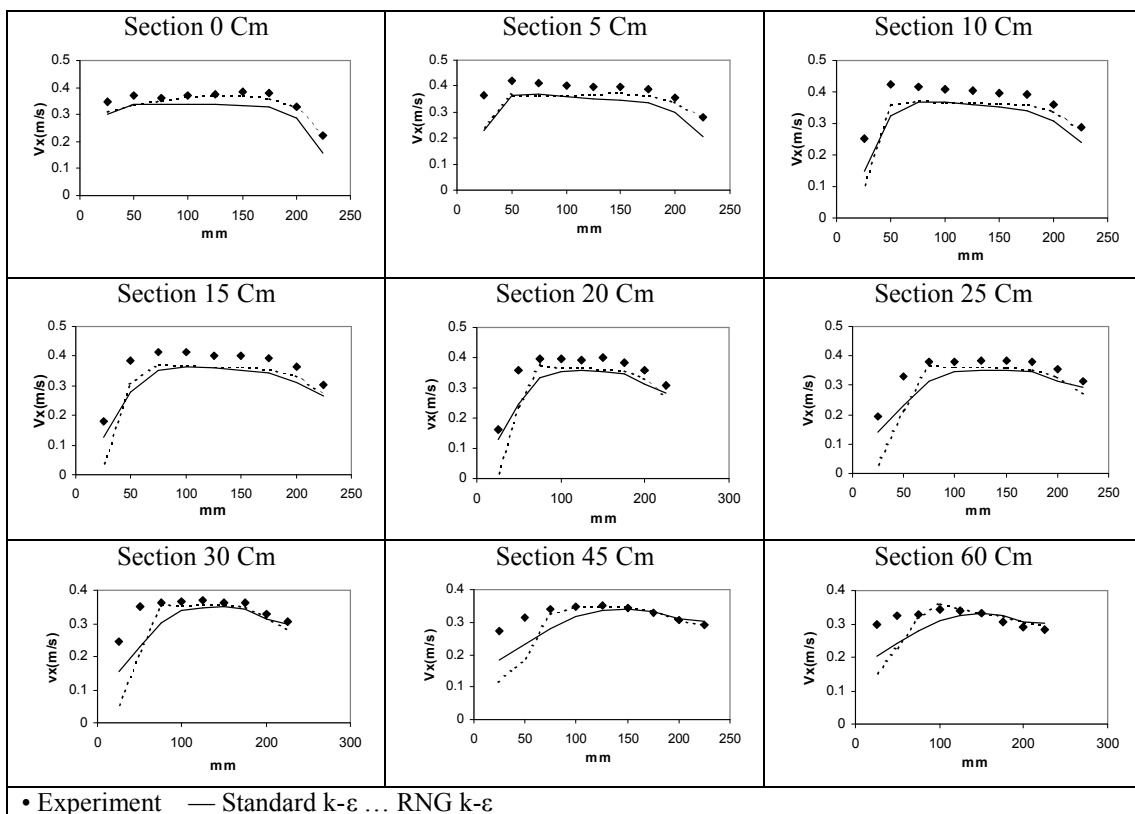 Section 0 Cm
0.5
0.4
0.3
0.2
0.1
0
Vx(m/s)
0 50 100 150 200 250
mm
Section 5 Cm
0.5
0.4
0.3
0.2
0.1
0
Vx(m/s)
0 50 100 150 200 250
mm
Section 10 Cm
0.5
0.4
0.3
0.2
0.1
0
Vx(m/s)
0 50 100 150 200 250
mm
Section 15 Cm
0.5
0.4
0.3
0.2
0.1
0
Vx(m/s)
0 50 100 150 200 250
mm
Section 20 Cm
0.5
0.4
0.3
0.2
0.1
0
vx(m/s)
0 100 200 300
mm
Section 25 Cm
0.5
0.4
0.3
0.2
0.1
0
Vx(m/s)
0 50 100 150 200 250
mm
Section 30 Cm
0.4
0.3
0.2
0.1
0
vx(m/s)
0 100 200 300
mm
Section 45 Cm
0.4
0.3
0.2
0.1
0
vx(m/s)
0 50 100 150 200 250
mm
Section 60 Cm
0.4
0.3
0.2
0.1
0
vx(m/s)
0 100 200 300
mm
• Experiment — Standard k-ε ... RNG k-ε